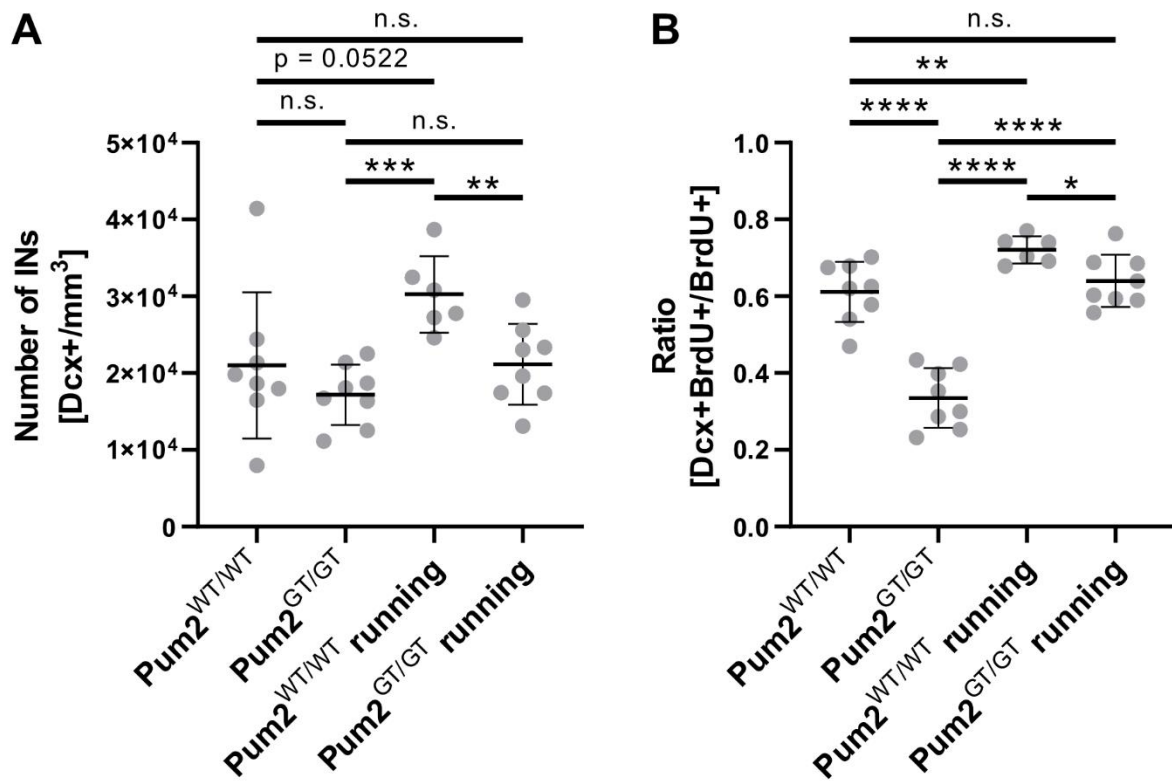 A
n.s.
p = 0.0522
n.s.
n.s.
***
**
5×10⁴
4×10⁴
3×10⁴
2×10⁴
1×10⁴
0
Number of INs
[Dcx+/mm³]
Pum2^WT/WT
Pum2^GT/GT
Pum2^WT/WT running
Pum2^GT/GT running
B
n.s.
**
****
****
****
*
1.0
0.8
0.6
0.4
0.2
0.0
Ratio
[Dcx+BrdU+/BrdU+]
Pum2^WT/WT
Pum2^GT/GT
Pum2^WT/WT running
Pum2^GT/GT running